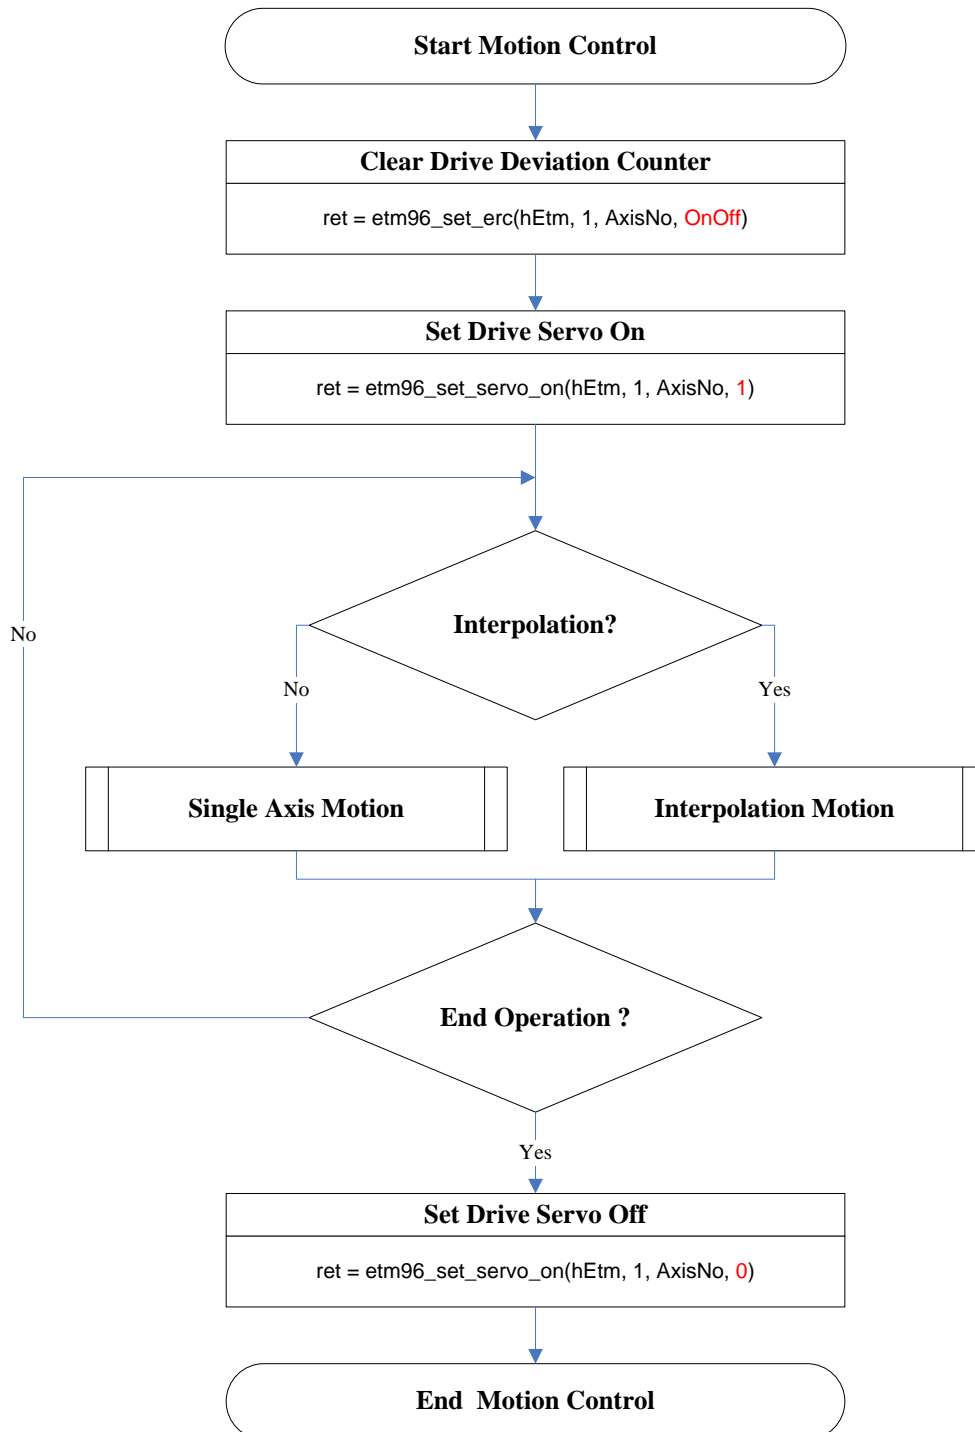 Start Motion Control
Clear Drive Deviation Counter
ret = etm96_set_erc(hEtm, 1, AxisNo, OnOff)
Set Drive Servo On
ret = etm96_set_servo_on(hEtm, 1, AxisNo, 1)
Interpolation?
No
No
Yes
Single Axis Motion
Interpolation Motion
End Operation ?
Yes
Set Drive Servo Off
ret = etm96_set_servo_on(hEtm, 1, AxisNo, 0)
End  Motion Control